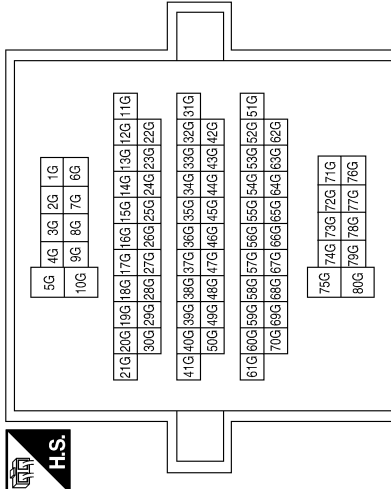 H.S.
5G 4G 3G 2G 1G
10G 9G 8G 7G 6G
21G 20G 19G 18G 17G 16G 15G 14G 13G 12G 11G
30G 29G 28G 27G 26G 25G 24G 23G 22G
41G 40G 39G 38G 37G 36G 35G 34G 33G 32G 31G
50G 49G 48G 47G 46G 45G 44G 43G 42G
61G 60G 59G 58G 57G 56G 55G 54G 53G 52G 51G
70G 69G 68G 67G 66G 65G 64G 63G 62G
75G 74G 73G 72G 71G
80G 79G 78G 77G 76G